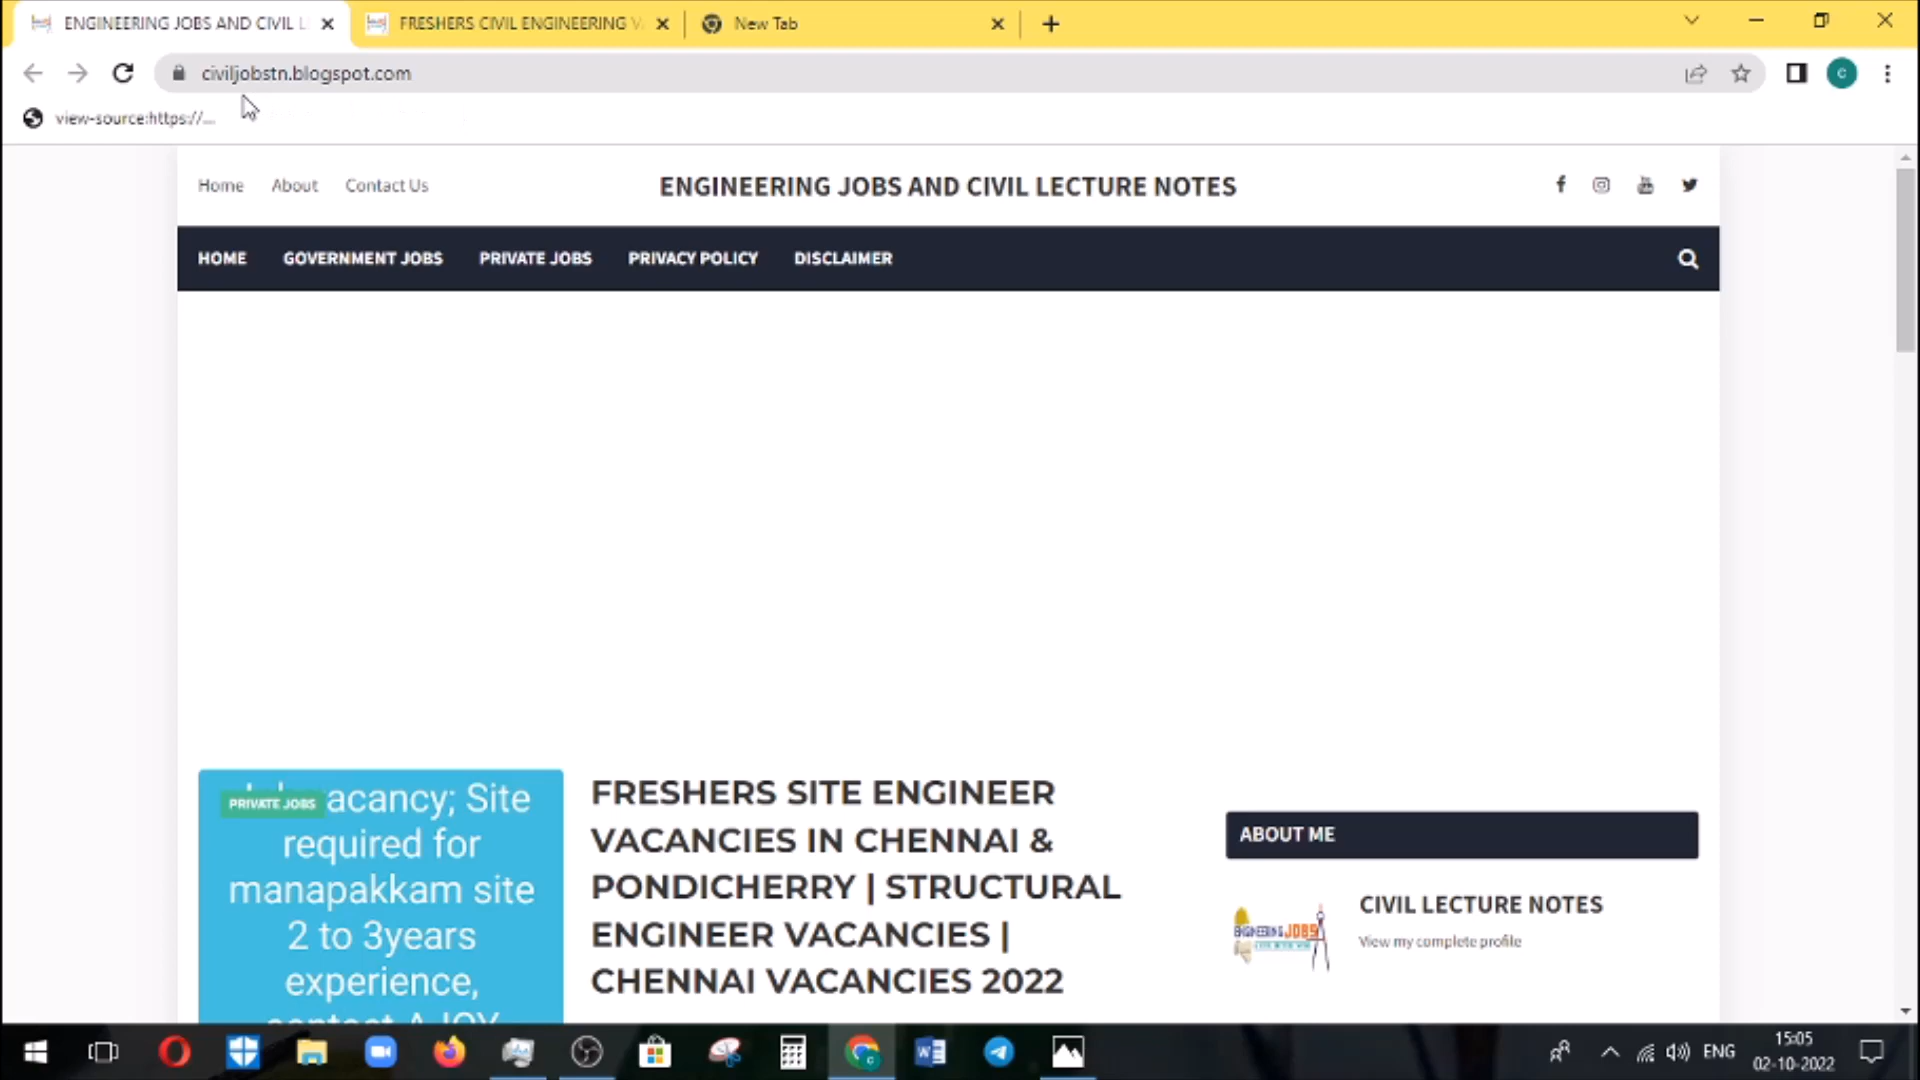 ENGINEERING JOBS AND CIVIL L
FRESHERS CIVIL ENGINEERING V
New Tab
civiljobstn.blogspot.com
c
view-source:https://...
Home About Contact Us
ENGINEERING JOBS AND CIVIL LECTURE NOTES
HOME GOVERNMENT JOBS PRIVATE JOBS PRIVACY POLICY DISCLAIMER
PRIVATE JOBS
acancy; Site
required for
manapakkam site
2 to 3years
experience,
FRESHERS SITE ENGINEER
VACANCIES IN CHENNAI &
PONDICHERRY | STRUCTURAL
ENGINEER VACANCIES |
CHENNAI VACANCIES 2022
ABOUT ME
ENGINEERING JOBS
CIVIL LECTURE NOTES
View my complete profile
ENG
15:05
02-10-2022